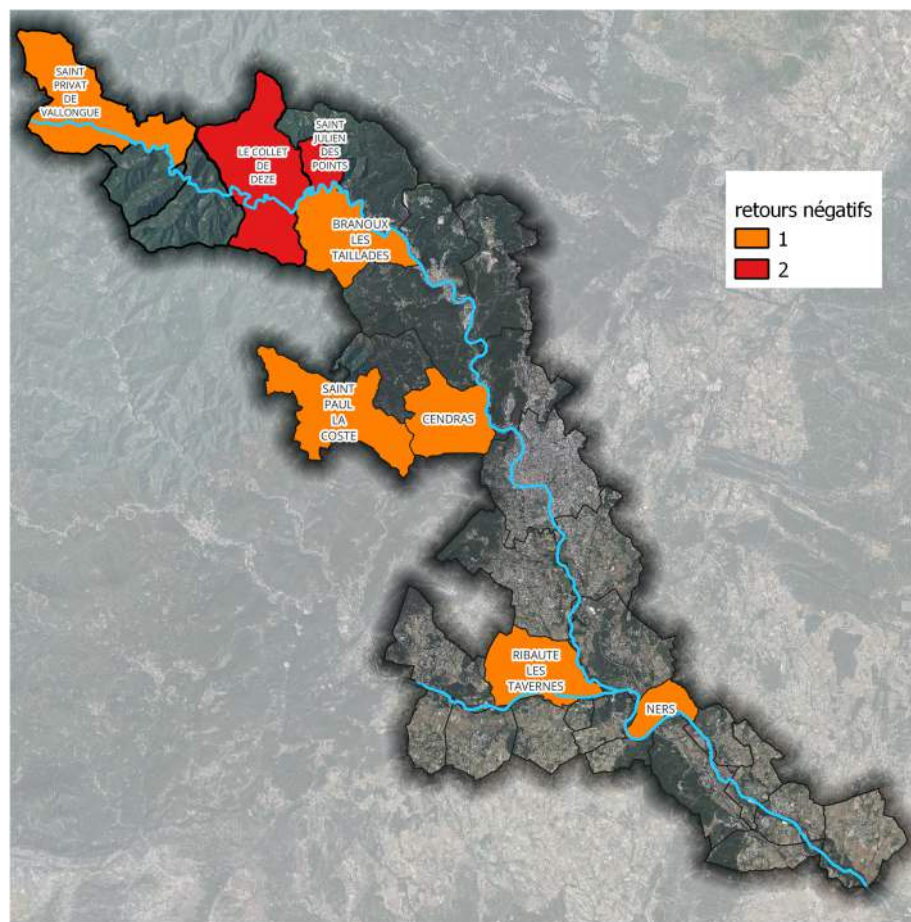 SAINT
PRIVAT
DE
VALLONGUE
LE COLLET
DE
DEZE
SAINT
JULIEN
DES
POINTS
BRANOUX
LES
TAILLADES
retours négatifs
1
2
SAINT
PAUL
LA
COSTE
CENDRAS
RIBAUTE
LES
TAVERNES
NERS